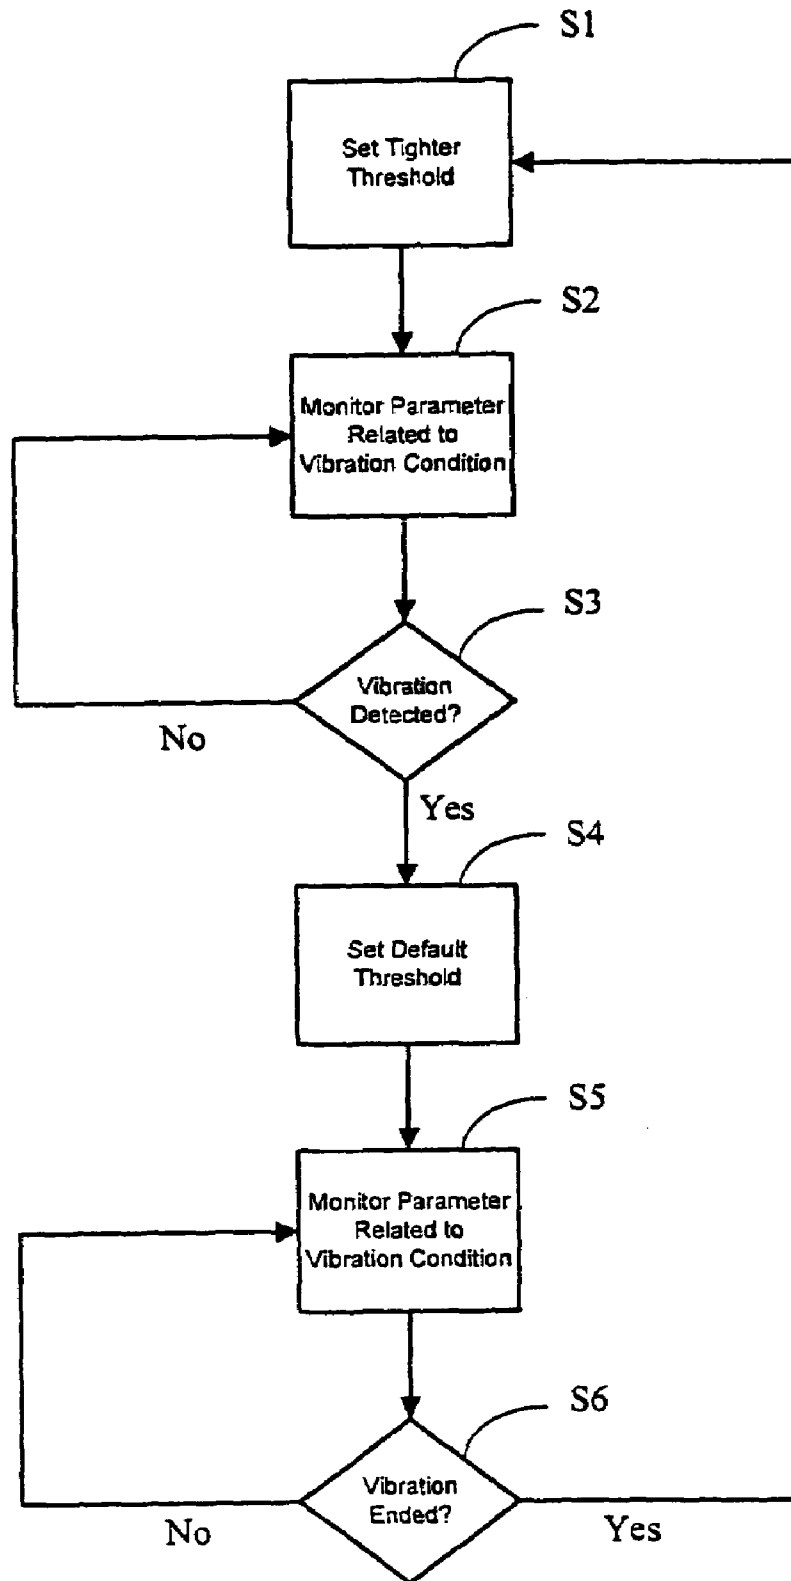 S1
Set Tighter
Threshold
S2
Monitor Parameter
Related to
Vibration Condition
S3
Vibration
Detected?
No
Yes
S4
Set Default
Threshold
S5
Monitor Parameter
Related to
Vibration Condition
S6
Vibration
Ended?
No
Yes